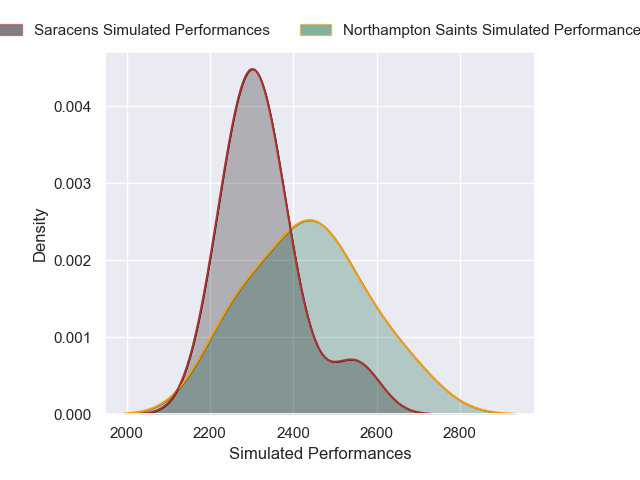 Saracens Simulated Performances
Northampton Saints Simulated Performance
0.004
0.003
0.002
0.001
0.000
Density
2000 2200 2400 2600 2800
Simulated Performances